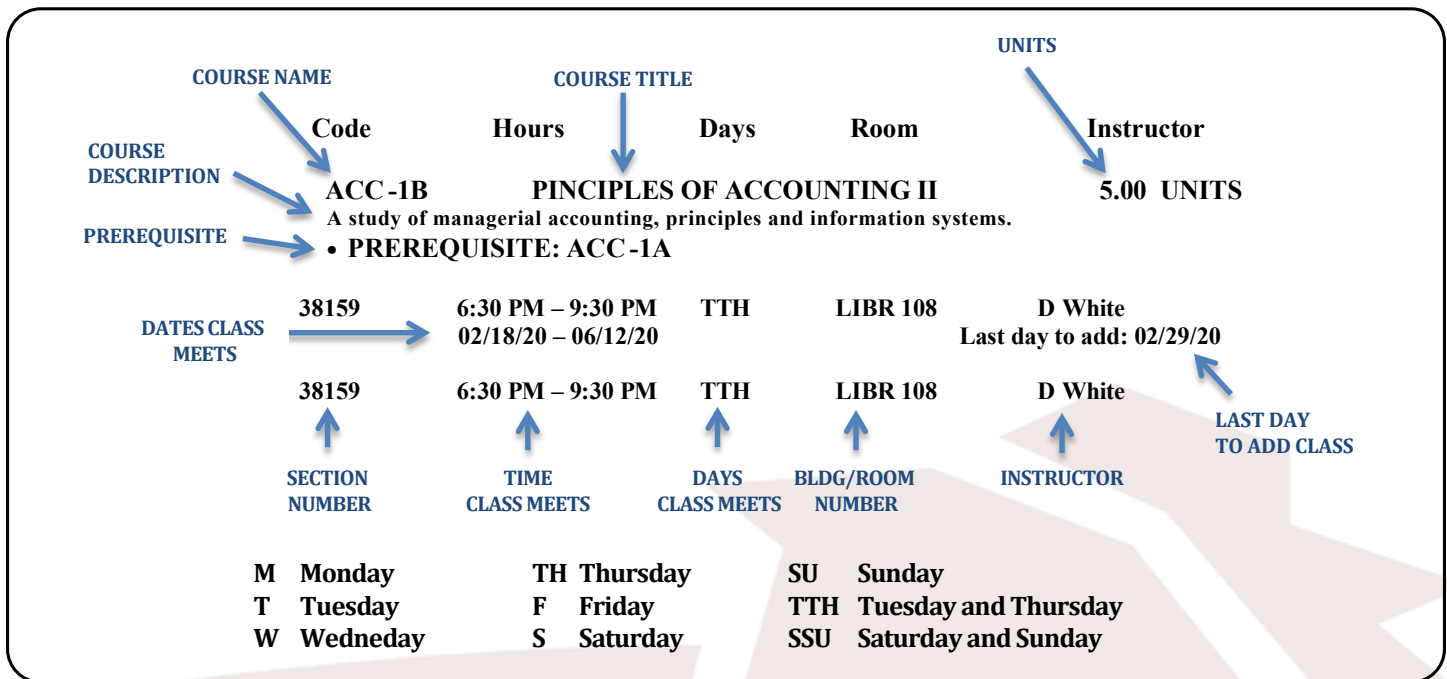 UNITS
COURSE NAME COURSE TITLE
Code Hours Days Room Instructor
COURSE
DESCRIPTION
ACC-1B PINCIPLES OF ACCOUNTING II 5.00 UNITS
A study of managerial accounting, principles and information systems.
PREREQUISITE • PREREQUISITE: ACC-1A
38159 6:30 PM – 9:30 PM TTH LIBR 108 D White
DATES CLASS
MEETS
02/18/20 – 06/12/20 Last day to add: 02/29/20
38159 6:30 PM – 9:30 PM TTH LIBR 108 D White
LAST DAY
TO ADD CLASS
SECTION
NUMBER
TIME
CLASS MEETS
DAYS
CLASS MEETS
BLDG/ROOM
NUMBER
INSTRUCTOR
M Monday TH Thursday SU Sunday
T Tuesday F Friday TTH Tuesday and Thursday
W Wedneday S Saturday SSU Saturday and Sunday